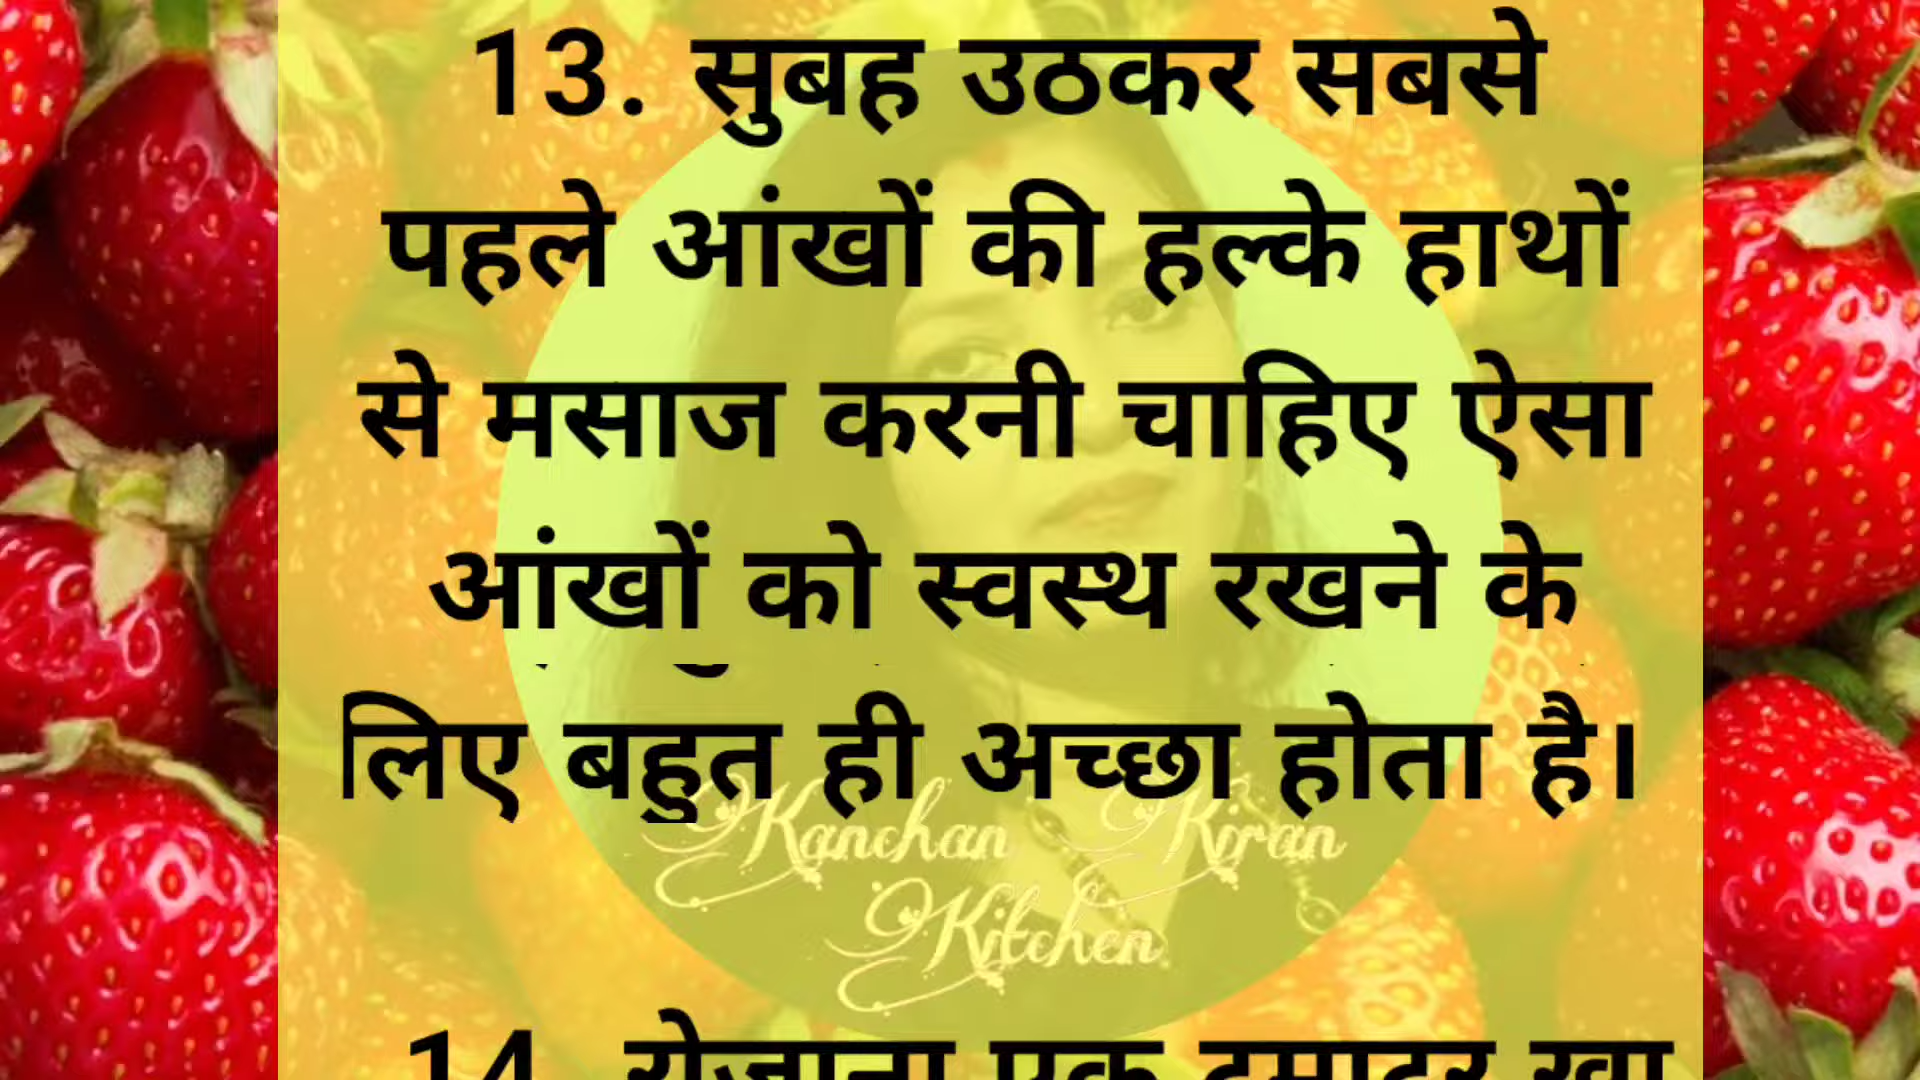 13. सुबह उठकर सबसे
पहले आंखों की हल्के हाथों
से मसाज करनी चाहिए ऐसा
आंखों को स्वस्थ रखने के
लिए बहुत ही अच्छा होता है।
Kanchan Kiran
Kitchen
14. रोजाना एक टमाटर खा